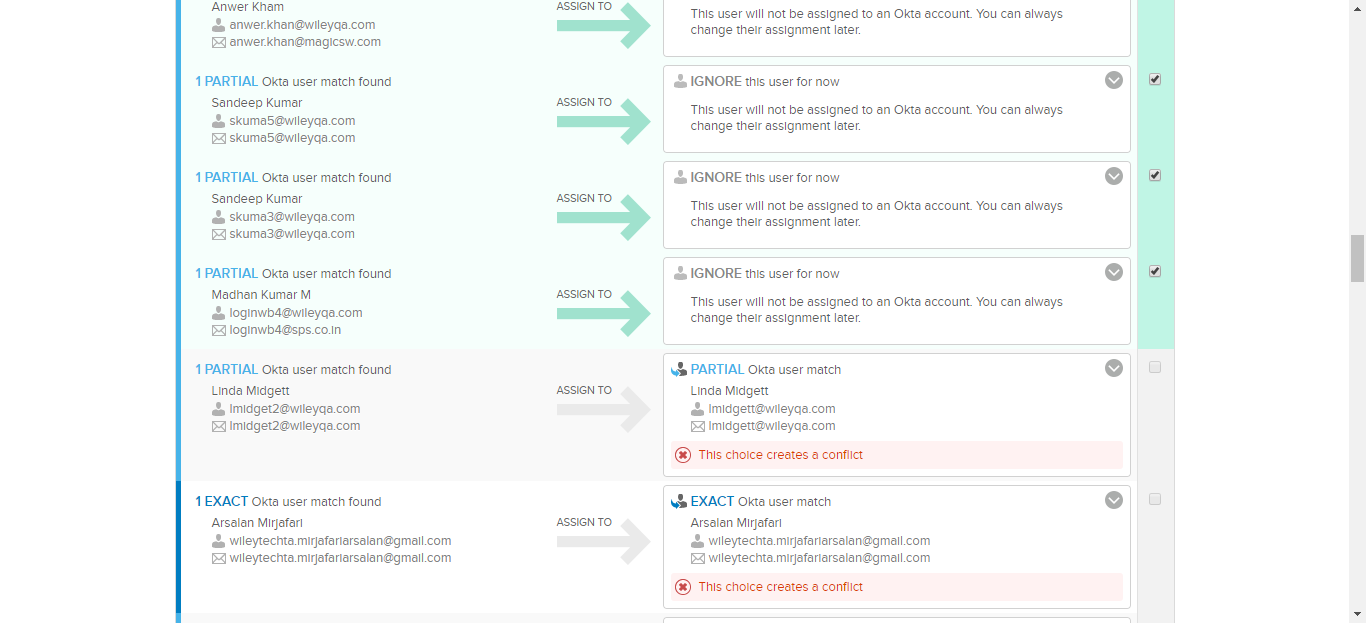 Anwer Kham
anwer.khan@wileyqa.com
anwer.khan@magicsw.com
ASSIGN TO
This user will not be assigned to an Okta account. You can always
change their assignment later.
1 PARTIAL Okta user match found
Sandeep Kumar
skuma5@wileyqa.com
skuma5@wileyqa.com
ASSIGN TO
IGNORE this user for now
This user will not be assigned to an Okta account. You can always
change their assignment later.
1 PARTIAL Okta user match found
Sandeep Kumar
skuma3@wileyqa.com
skuma3@wileyqa.com
ASSIGN TO
IGNORE this user for now
This user will not be assigned to an Okta account. You can always
change their assignment later.
1 PARTIAL Okta user match found
Madhan Kumar M
loginwb4@wileyqa.com
loginwb4@sps.co.in
ASSIGN TO
IGNORE this user for now
This user will not be assigned to an Okta account. You can always
change their assignment later.
1 PARTIAL Okta user match found
Linda Midgett
lmidget2@wileyqa.com
lmidget2@wileyqa.com
ASSIGN TO
PARTIAL Okta user match
Linda Midgett
lmidgett@wileyqa.com
lmidgett@wileyqa.com
This choice creates a conflict
1 EXACT Okta user match found
Arsalan Mirjafari
wileytechta.mirjafariarsalan@gmail.com
wileytechta.mirjafariarsalan@gmail.com
ASSIGN TO
EXACT Okta user match
Arsalan Mirjafari
wileytechta.mirjafariarsalan@gmail.com
wileytechta.mirjafariarsalan@gmail.com
This choice creates a conflict